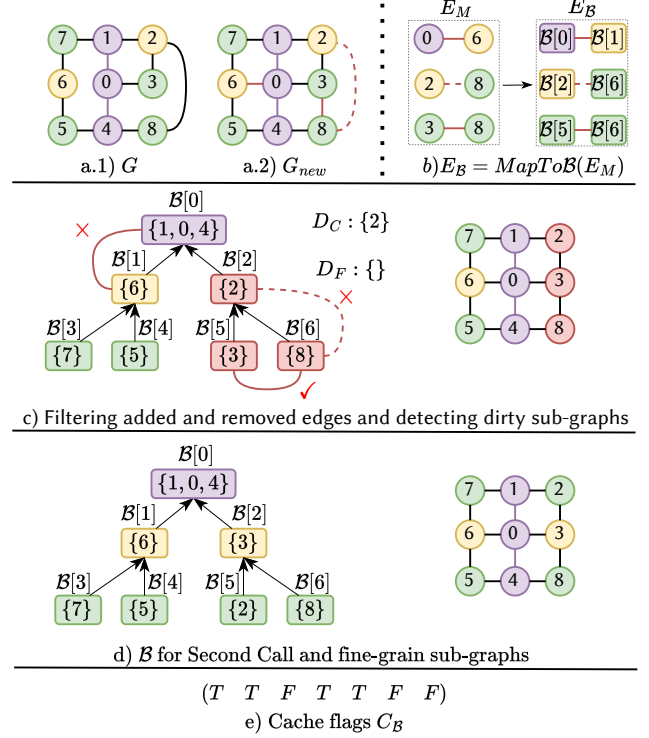 E_M E_ℬ
7 1 2 7 1 2 0 6 ℬ[0] ℬ[1]
6 0 3 6 0 3 2 8 ℬ[2] ℬ[6]
5 4 8 5 4 8 3 8 ℬ[5] ℬ[6]
a.1) G a.2) G_new b)E_ℬ = MapToℬ(E_M)
ℬ[0]
{1, 0, 4} D_C : {2} 7 1 2
ℬ[1] ℬ[2]
{6} {2} D_F : {} 6 0 3
ℬ[3] ℬ[4] ℬ[5] ℬ[6]
{7} {5} {3} {8} 5 4 8
c) Filtering added and removed edges and detecting dirty sub-graphs
ℬ[0]
{1, 0, 4} 7 1 2
ℬ[1] ℬ[2]
{6} {3} 6 0 3
ℬ[3] ℬ[4] ℬ[5] ℬ[6]
{7} {5} {2} {8} 5 4 8
d) ℬ for Second Call and fine-grain sub-graphs
(T T F T T F F)
e) Cache flags C_ℬ